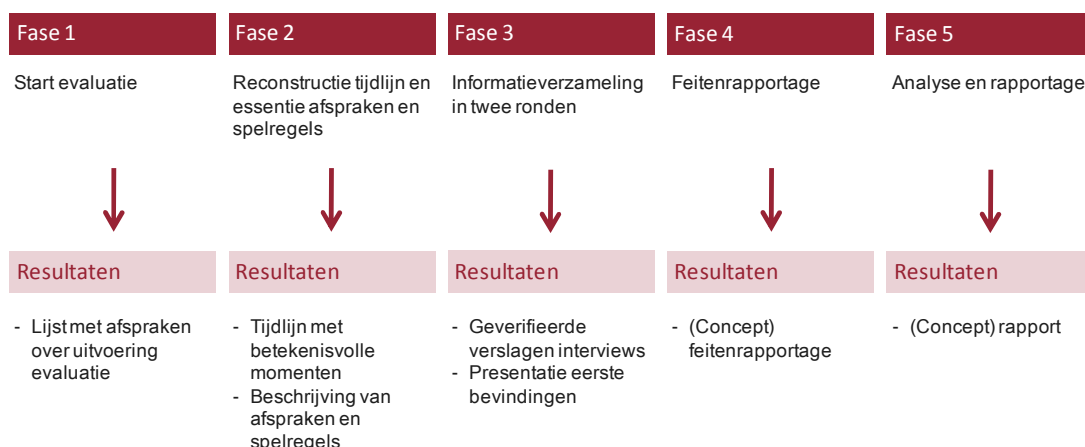 Fase 1
Start evaluatie
Resultaten
- Lijst met afspraken
over uitvoering
evaluatie
Fase 2
Reconstructie tijdlijn en
essentie afspraken en
spelregels
Resultaten
- Tijdlijn met
betekenisvolle
momenten
- Beschrijving van
afspraken en
spelregels
Fase 3
Informatieverzameling
in twee ronden
Resultaten
- Geverifieerde
verslagen interviews
- Presentatie eerste
bevindingen
Fase 4
Feitenrapportage
Resultaten
- (Concept)
feitenrapportage
Fase 5
Analyse en rapportage
Resultaten
- (Concept) rapport